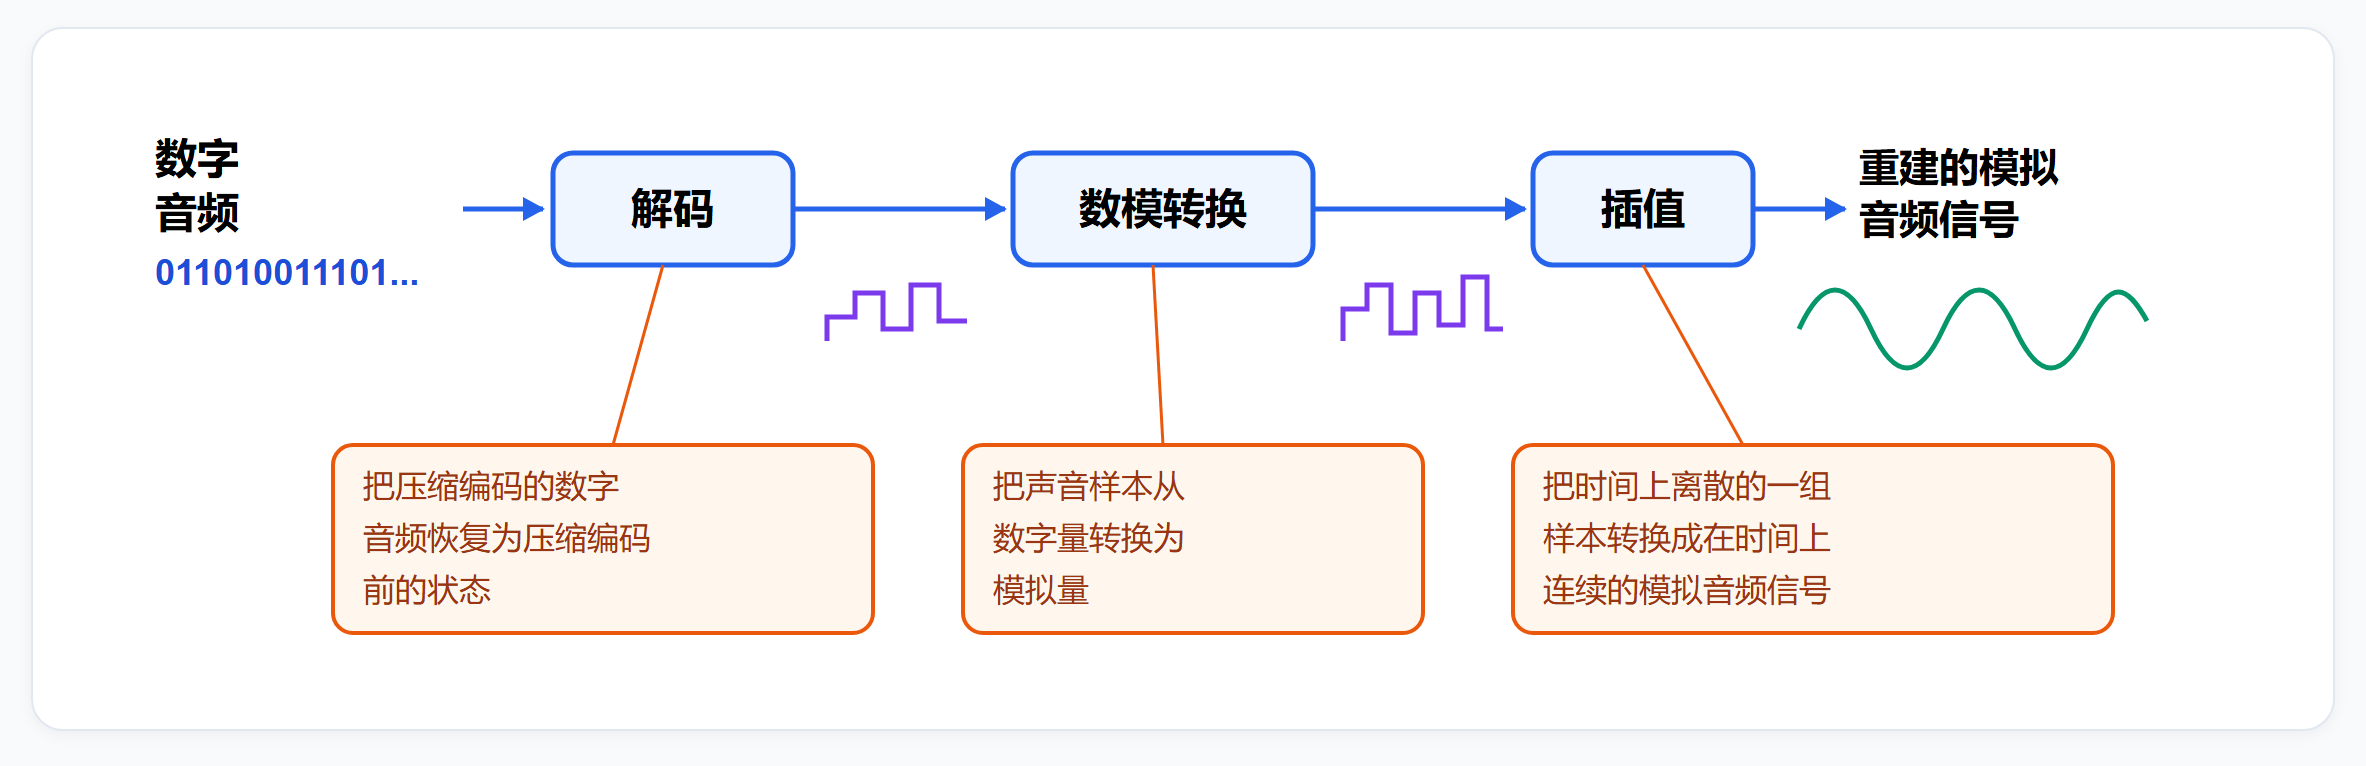 数字
音频
011010011101...
解码
数模转换
插值
重建的模拟
音频信号
把压缩编码的数字
音频恢复为压缩编码
前的状态
把声音样本从
数字量转换为
模拟量
把时间上离散的一组
样本转换成在时间上
连续的模拟音频信号